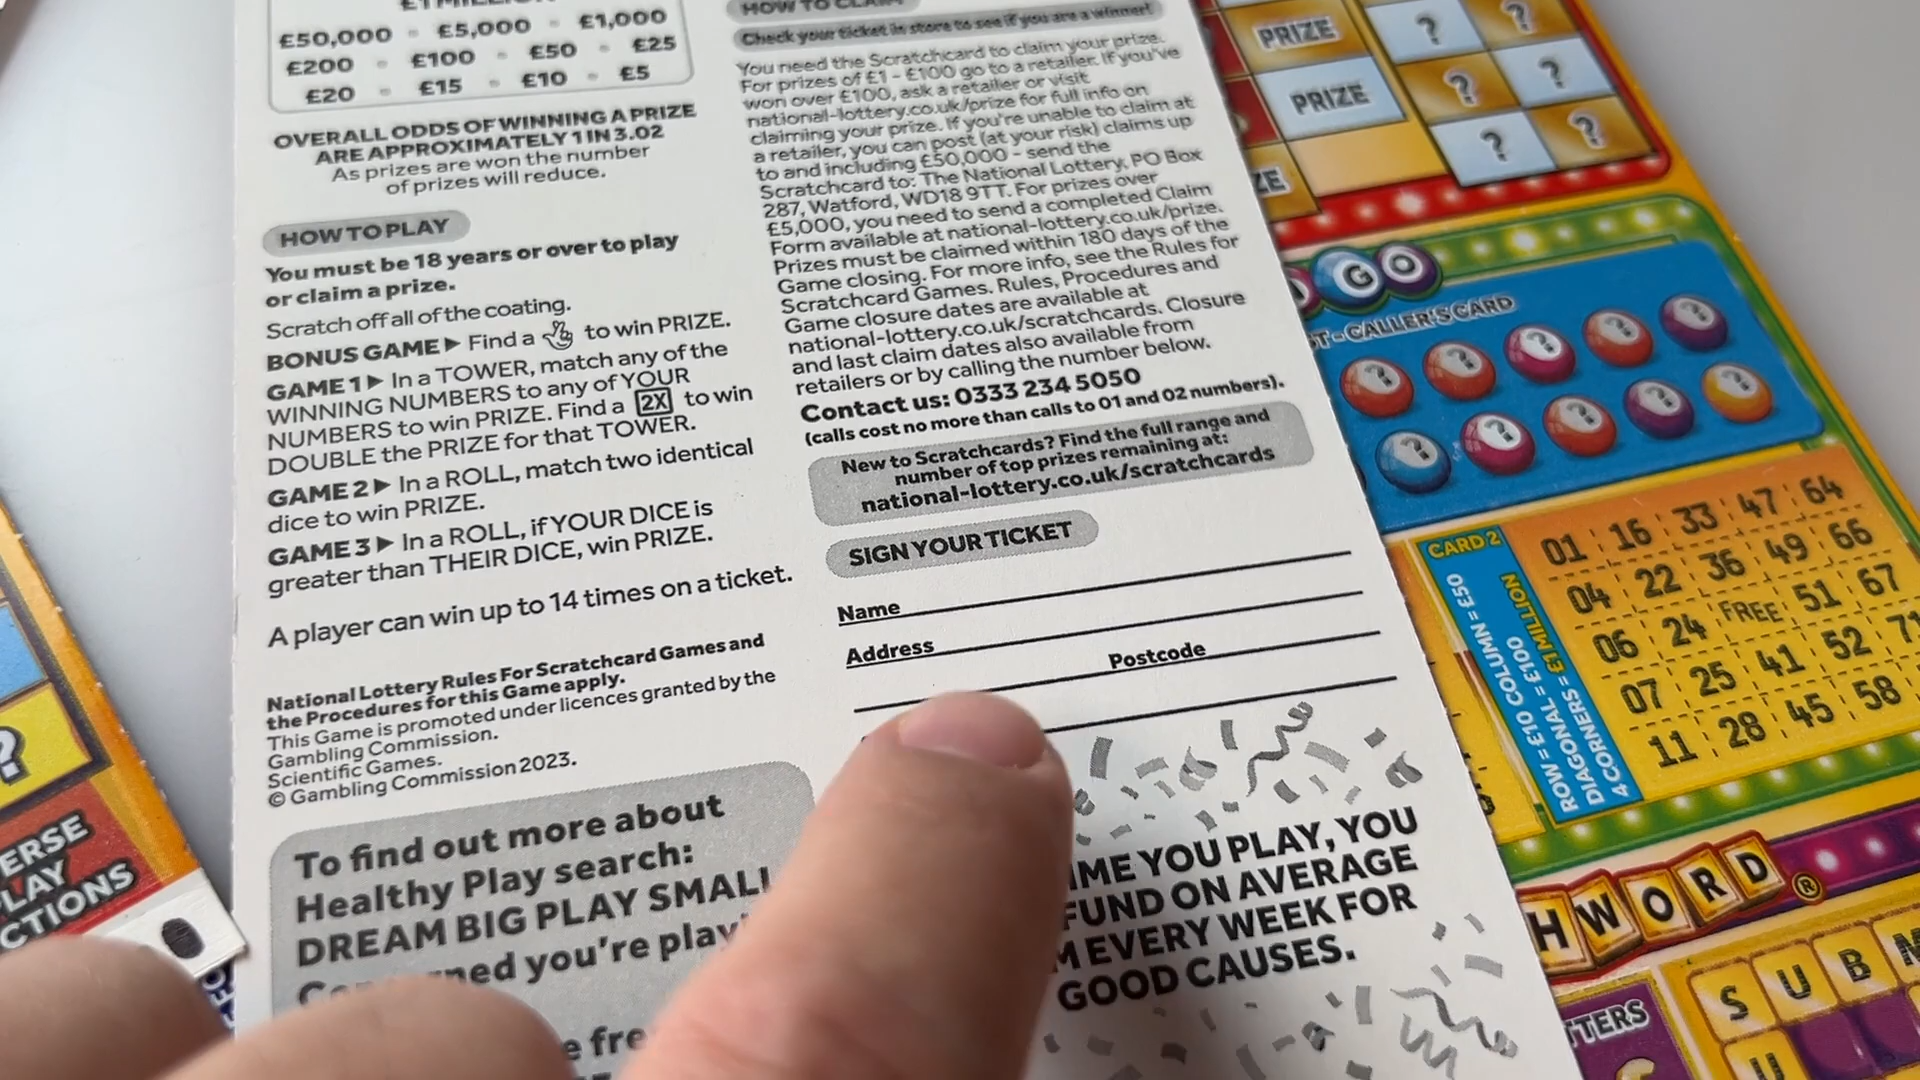 £50,000 - £5,000 - £1,000
£200 - £100 - £50 - £25
£20 - £15 - £10 - £5
OVERALL ODDS OF WINNING A PRIZE
ARE APPROXIMATELY 1 IN 3.02
As prizes are won the number
of prizes will reduce.
HOW TO PLAY
You must be 18 years or over to play
or claim a prize.
Scratch off all of the coating.
BONUS GAME ▶ Find a to win PRIZE.
GAME 1 ▶ In a TOWER, match any of the
WINNING NUMBERS to any of YOUR
NUMBERS to win PRIZE. Find a 2X to win
DOUBLE the PRIZE for that TOWER.
GAME 2 ▶ In a ROLL, match two identical
dice to win PRIZE.
GAME 3 ▶ In a ROLL, if YOUR DICE is
greater than THEIR DICE, win PRIZE.
A player can win up to 14 times on a ticket.
National Lottery Rules For Scratchcard Games and
the Procedures for this Game apply.
This Game is promoted under licences granted by the
Gambling Commission.
Scientific Games.
© Gambling Commission 2023.
To find out more about
Healthy Play search:
DREAM BIG PLAY SMALL
you're play
e fre
HOW TO CLAIM
Check your ticket in store to see if you are a winner!
You need the Scratchcard to claim your prize.
For prizes of £1 - £100 go to a retailer. If you've
won over £100, ask a retailer or visit
national-lottery.co.uk/prize for full info on
claiming your prize. If you're unable to claim at
a retailer, you can post (at your risk) claims up
to and including £50,000 - send the
Scratchcard to: The National Lottery, PO Box
287, Watford, WD18 9TT. For prizes over
£5,000, you need to send a completed Claim
Form available at national-lottery.co.uk/prize.
Prizes must be claimed within 180 days of the
Game closing. For more info, see the Rules for
Scratchcard Games. Rules, Procedures and
Game closure dates are available at
national-lottery.co.uk/scratchcards. Closure
and last claim dates also available from
retailers or by calling the number below.
Contact us: 0333 234 5050
(calls cost no more than calls to 01 and 02 numbers).
New to Scratchcards? Find the full range and
number of top prizes remaining at:
national-lottery.co.uk/scratchcards
SIGN YOUR TICKET
Name
Address
Postcode
IME YOU PLAY, YOU
FUND ON AVERAGE
M EVERY WEEK FOR
GOOD CAUSES.
PRIZE ? ?
PRIZE ? ?
ZE ? ?
GO
T - CALLER'S CARD
? ? ? ? ?
? ? ? ? ?
CARD 2
ROW = £10 COLUMN = £50
DIAGONAL = £100
4 CORNERS = £1 MILLION
01 16 33 47 64
04 22 36 49 66
06 24 FREE 51 67
07 25 41 52 71
11 28 45 58
HWORD®
TTERS
S U B M
U
?
ERSE
LAY
CTIONS